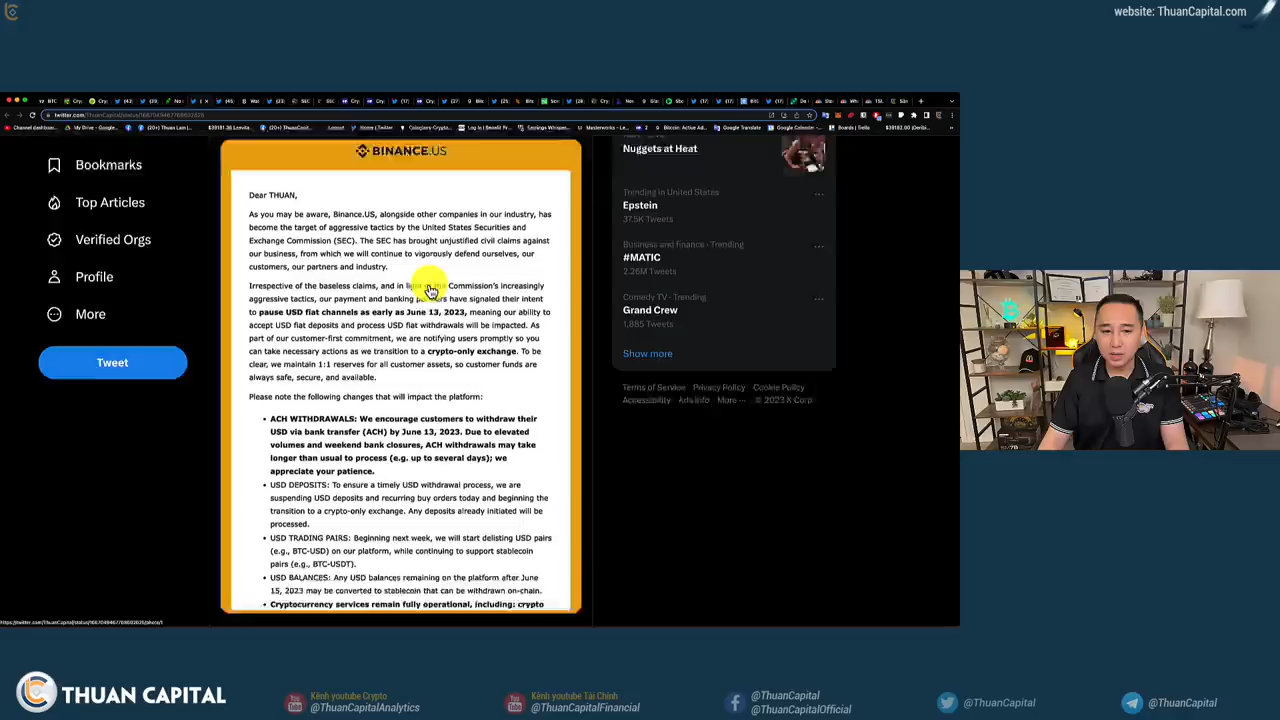 website: ThuanCapital.com
twitter.com/ThuanCapital/status/
Bookmarks
Top Articles
Verified Orgs
Profile
More
Tweet
BINANCE.US
Dear THUAN,
As you may be aware, Binance.US, alongside other companies in our industry, has
become the target of aggressive tactics by the United States Securities and
Exchange Commission (SEC). The SEC has brought unjustified civil claims against
our business, from which we will continue to vigorously defend ourselves, our
customers, our partners and industry.
Irrespective of the baseless claims, and in Commission's increasingly
aggressive tactics, our payment and banking have signaled their intent
to pause USD fiat channels as early as June 13, 2023, meaning our ability to
accept USD fiat deposits and process USD fiat withdrawals will be impacted. As
part of our customer-first commitment, we are notifying users promptly so you
can take necessary actions as we transition to a crypto-only exchange. To be
clear, we maintain 1:1 reserves for all customer assets, so customer funds are
always safe, secure, and available.
Please note the following changes that will impact the platform:
• ACH WITHDRAWALS: We encourage customers to withdraw their
USD via bank transfer (ACH) by June 13, 2023. Due to elevated
volumes and weekend bank closures, ACH withdrawals may take
longer than usual to process (e.g. up to several days); we
appreciate your patience.
• USD DEPOSITS: To ensure a timely USD withdrawal process, we are
suspending USD deposits and recurring buy orders today and beginning the
transition to a crypto-only exchange. Any deposits already initiated will be
processed.
• USD TRADING PAIRS: Beginning next week, we will start delisting USD pairs
(e.g., BTC-USD) on our platform, while continuing to support stablecoin
pairs (e.g., BTC-USDT).
• USD BALANCES: Any USD balances remaining on the platform after June
15, 2023 may be converted to stablecoin that can be withdrawn on-chain.
• Cryptocurrency services remain fully operational, including: crypto
Nuggets at Heat
Trending in United States
Epstein
37.5K Tweets
Business and finance · Trending
#MATIC
2.26M Tweets
Comedy TV · Trending
Grand Crew
1,885 Tweets
Show more
Terms of Service Privacy Policy Cookie Policy
Accessibility Ads info More ··· © 2023 X Corp
THUAN CAPITAL
Kênh youtube Crypto
@ThuanCapitalAnalytics
Kênh youtube Tài Chính
@ThuanCapitalFinancial
@ThuanCapital
@ThuanCapitalOfficial
@ThuanCapital
@ThuanCapital